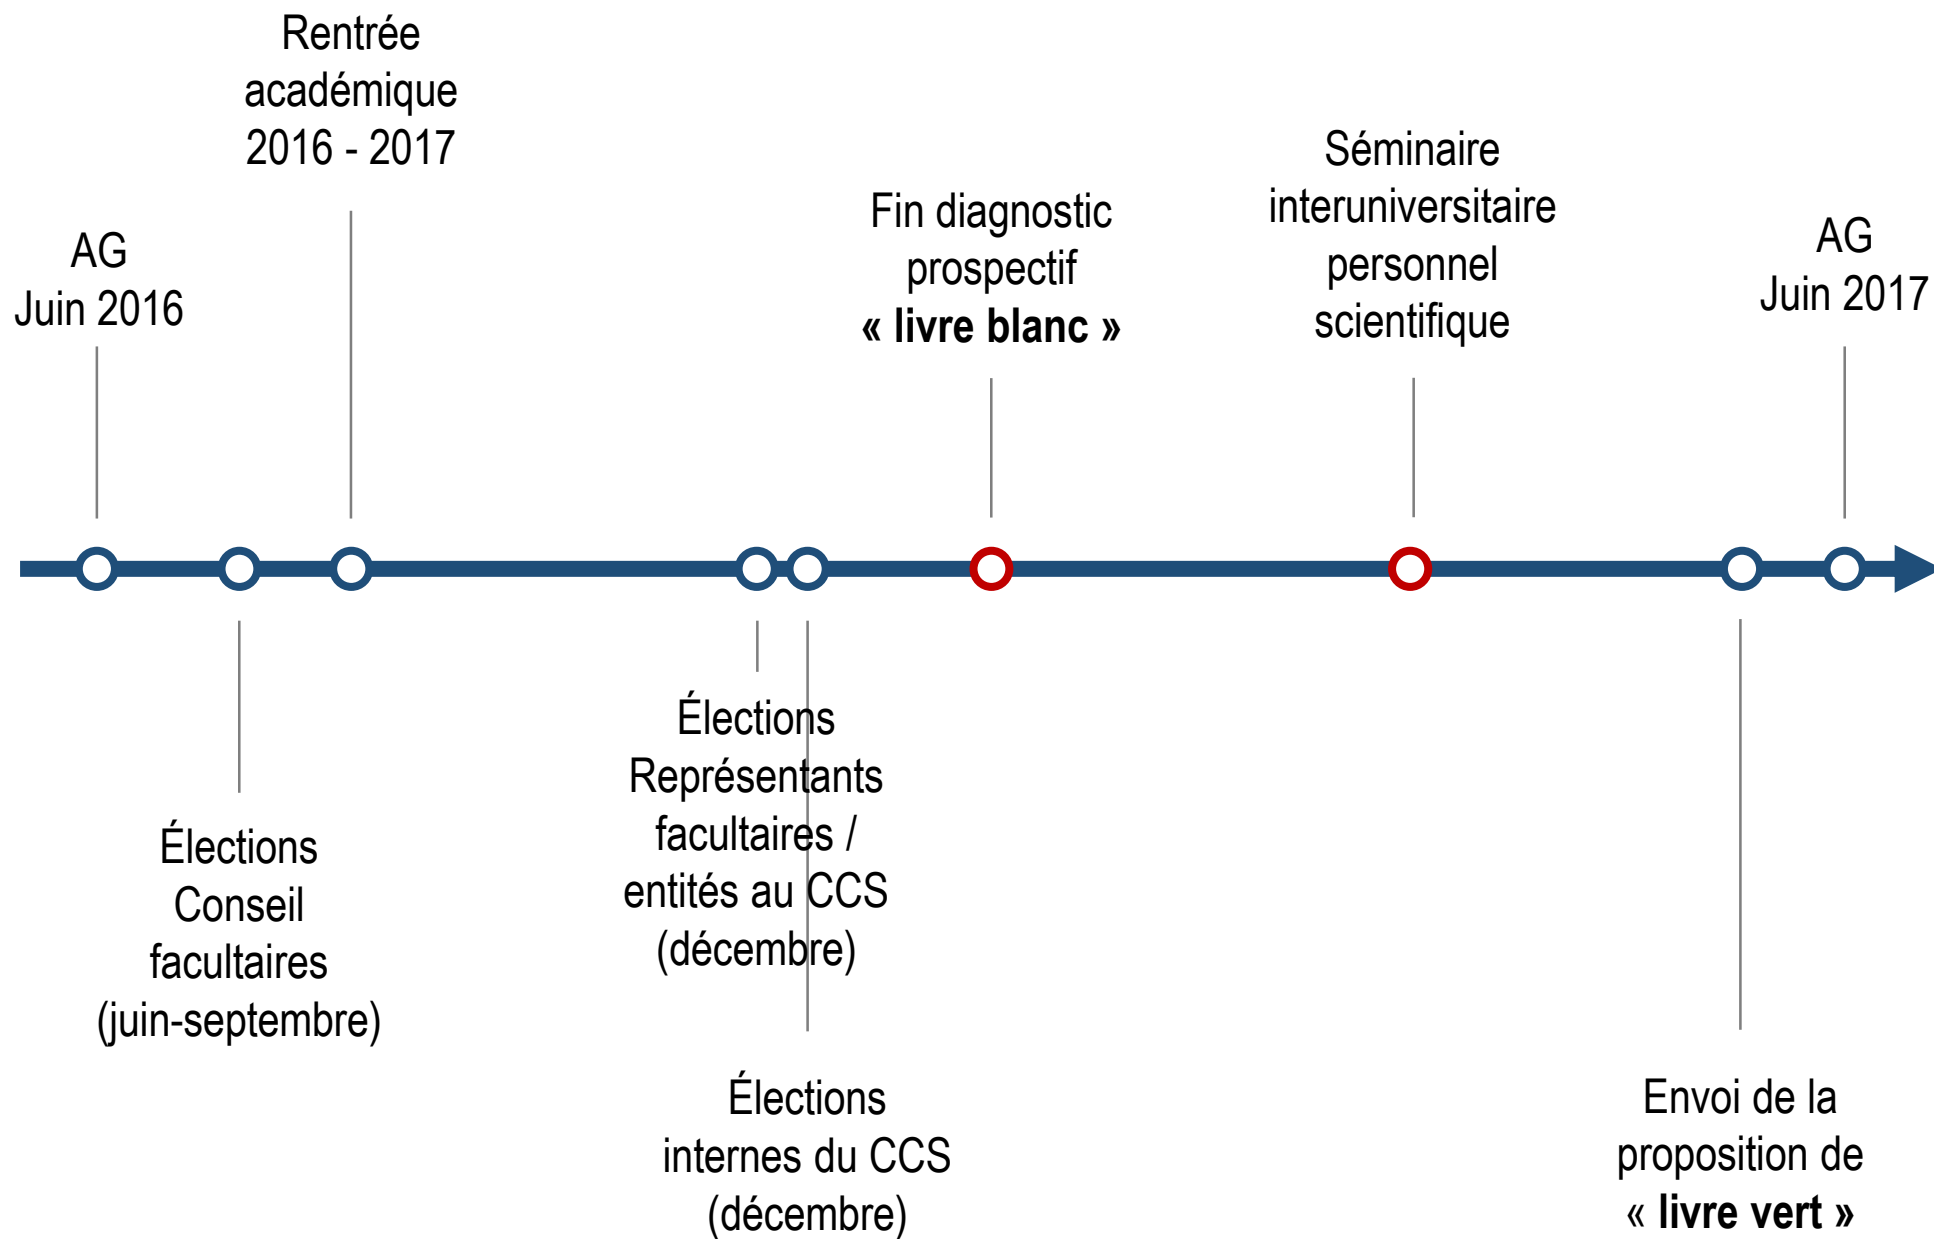 Rentrée
académique
2016 - 2017
AG
Juin 2016
Fin diagnostic
prospectif
« livre blanc »
Séminaire
interuniversitaire
personnel
scientifique
AG
Juin 2017
Élections
Conseil
facultaires
(juin-septembre)
Élections
Représentants
facultaires /
entités au CCS
(décembre)
Élections
internes du CCS
(décembre)
Envoi de la
proposition de
« livre vert »